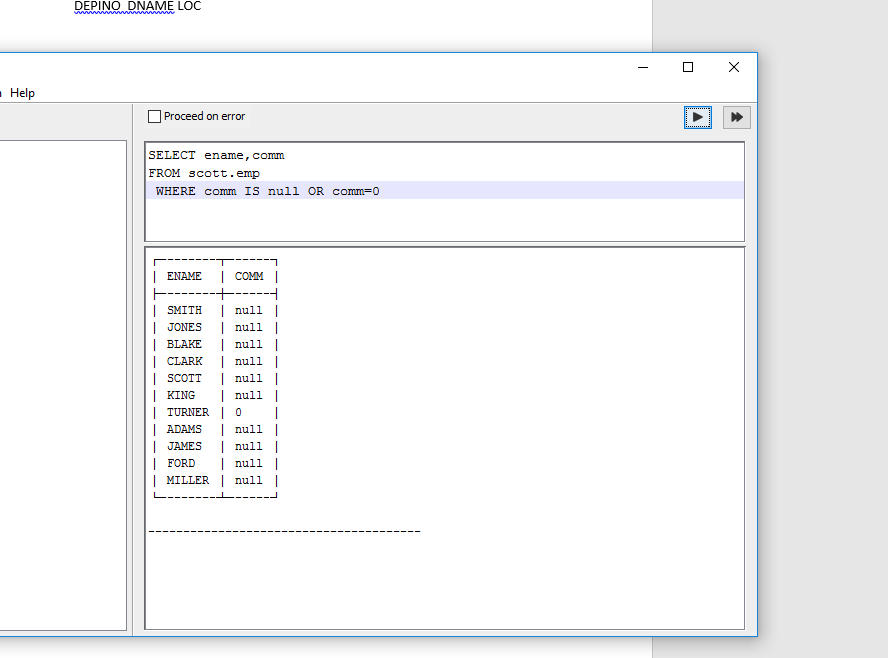 DEPINO DNAME LOC
Help
Proceed on error
SELECT ename,comm
FROM scott.emp
WHERE comm IS null OR comm=0
ENAME | COMM
SMITH | null
JONES | null
BLAKE | null
CLARK | null
SCOTT | null
KING | null
TURNER | 0
ADAMS | null
JAMES | null
FORD | null
MILLER | null